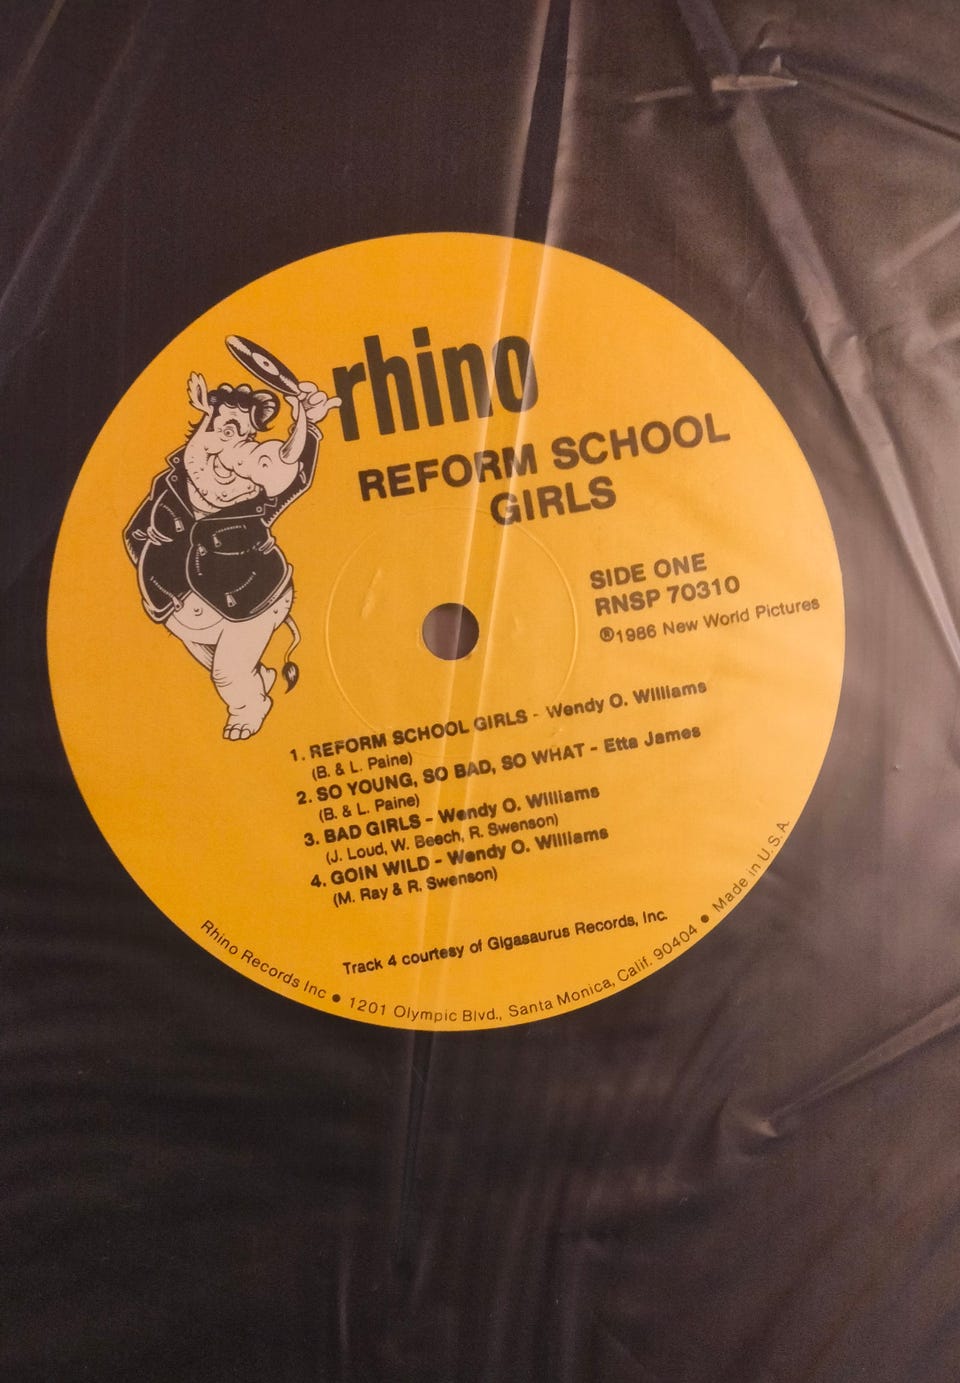 rhino
REFORM SCHOOL
GIRLS
SIDE ONE
RNSP 70310
®1986 New World Pictures
1. REFORM SCHOOL GIRLS - Wendy O. Williams
(B. & L. Paine)
2. SO YOUNG, SO BAD, SO WHAT - Etta James
(B. & L. Paine)
3. BAD GIRLS - Wendy O. Williams
(J. Loud, W. Beech, R. Swenson)
4. GOIN WILD - Wendy O. Williams
(M. Ray & R. Swenson)
Track 4 courtesy of Gigasaurus Records, Inc.
Rhino Records Inc ● 1201 Olympic Blvd., Santa Monica, Calif. 90404 ● Made in U.S.A.